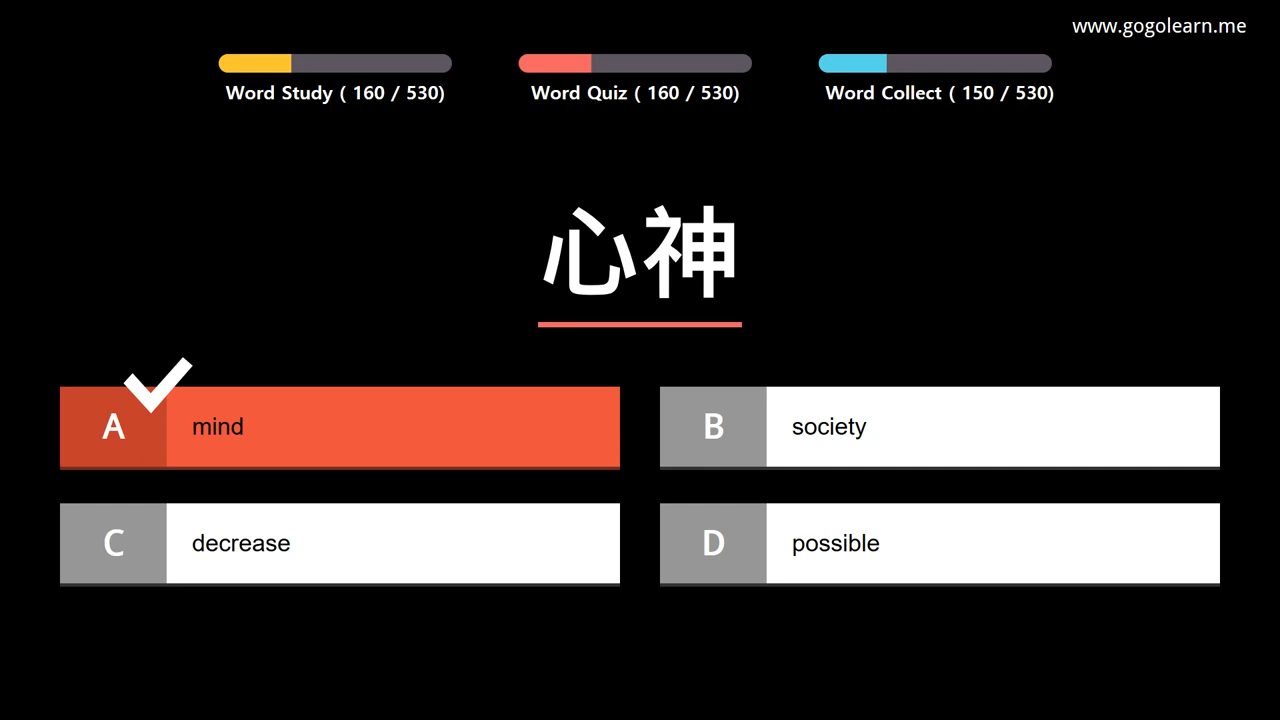 www.gogolearn.me
Word Study ( 160 / 530)
Word Quiz ( 160 / 530)
Word Collect ( 150 / 530)
心神
A mind
B society
C decrease
D possible